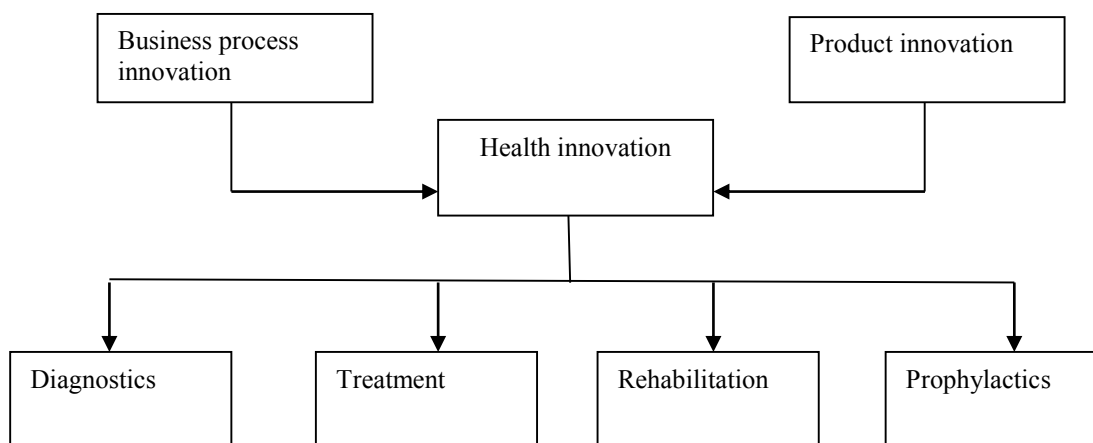 Business process
innovation
Product innovation
Health innovation
Diagnostics
Treatment
Rehabilitation
Prophylactics